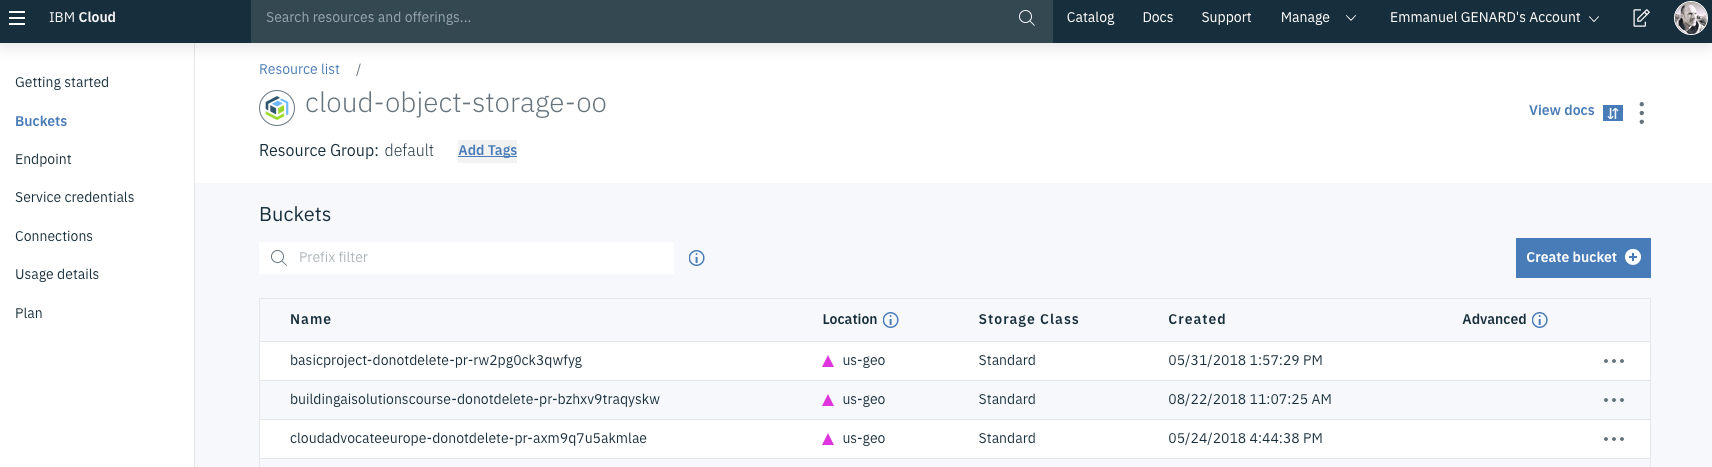 IBM Cloud
Search resources and offerings...
Catalog Docs Support Manage Emmanuel GENARD's Account
Getting started
Buckets
Endpoint
Service credentials
Connections
Usage details
Plan
Resource list /
cloud-object-storage-oo
View docs
Resource Group: default Add Tags
Buckets
Prefix filter
Create bucket
Name Location Storage Class Created Advanced
basicproject-donotdelete-pr-rw2pg0ck3qwfyg us-geo Standard 05/31/2018 1:57:29 PM
buildingaisolutionscourse-donotdelete-pr-bzhxv9traqyskw us-geo Standard 08/22/2018 11:07:25 AM
cloudadvocateeurope-donotdelete-pr-axm9q7u5akmlae us-geo Standard 05/24/2018 4:44:38 PM